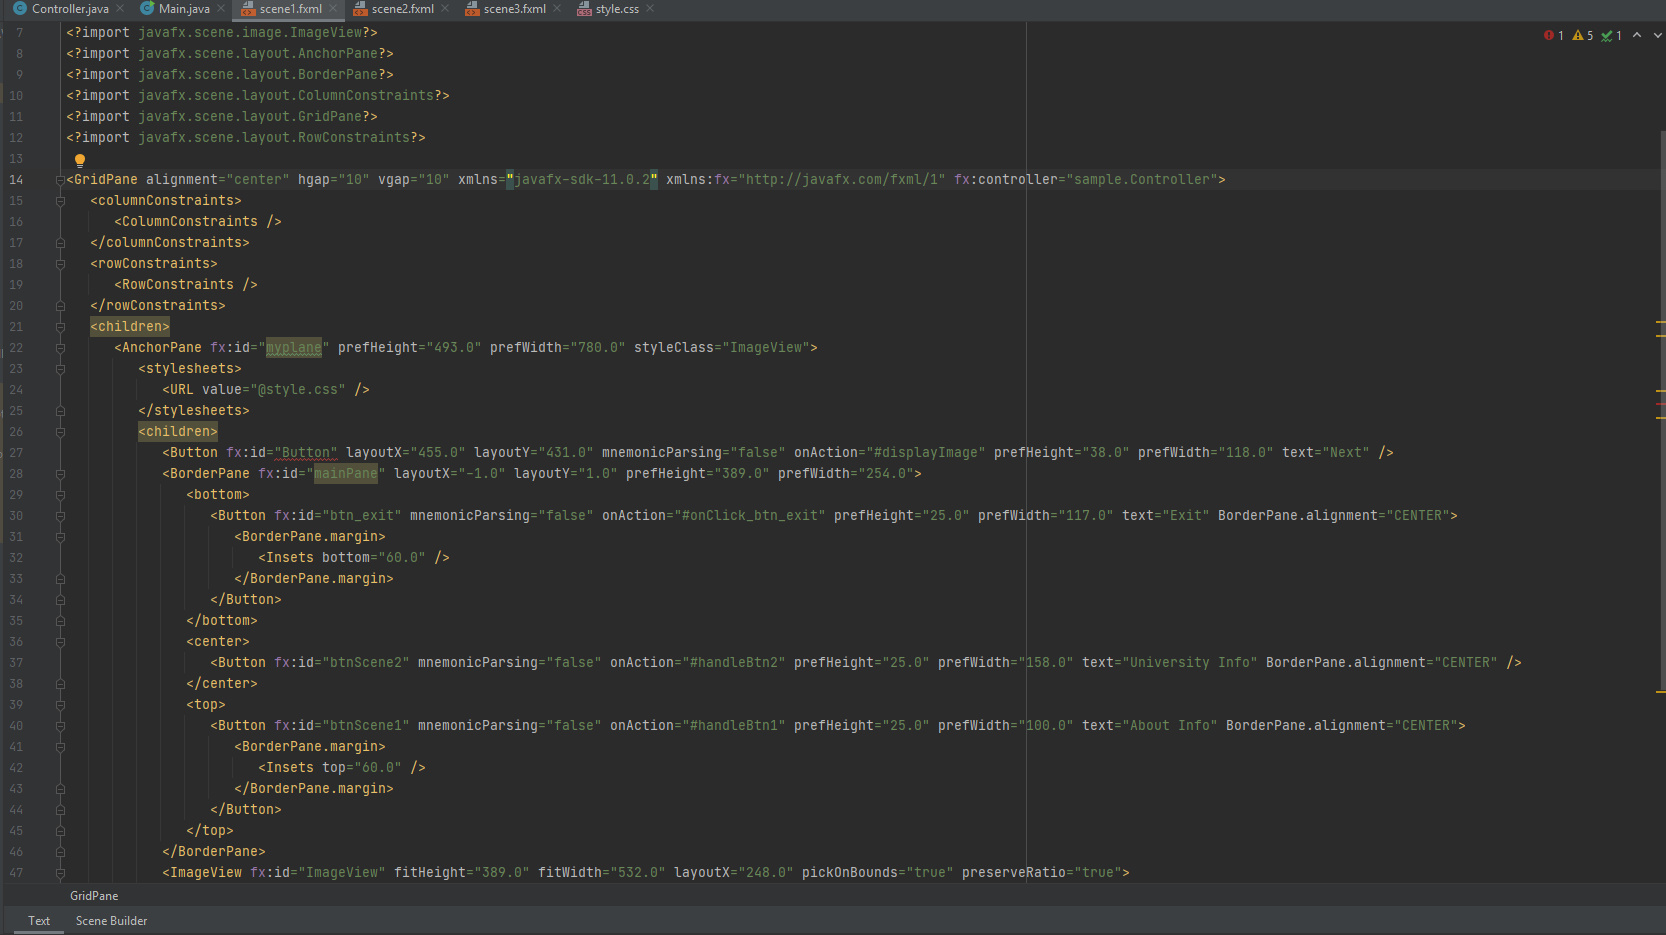 Controller.java Main.java scene1.fxml scene2.fxml scene3.fxml style.css
1 5 1
7 <?import javafx.scene.image.ImageView?>
8 <?import javafx.scene.layout.AnchorPane?>
9 <?import javafx.scene.layout.BorderPane?>
10 <?import javafx.scene.layout.ColumnConstraints?>
11 <?import javafx.scene.layout.GridPane?>
12 <?import javafx.scene.layout.RowConstraints?>
13
14 <GridPane alignment="center" hgap="10" vgap="10" xmlns="javafx-sdk-11.0.2" xmlns:fx="http://javafx.com/fxml/1" fx:controller="sample.Controller">
15 <columnConstraints>
16 <ColumnConstraints />
17 </columnConstraints>
18 <rowConstraints>
19 <RowConstraints />
20 </rowConstraints>
21 <children>
22 <AnchorPane fx:id="myplane" prefHeight="493.0" prefWidth="780.0" styleClass="ImageView">
23 <stylesheets>
24 <URL value="@style.css" />
25 </stylesheets>
26 <children>
27 <Button fx:id="Button" layoutX="455.0" layoutY="431.0" mnemonicParsing="false" onAction="#displayImage" prefHeight="38.0" prefWidth="118.0" text="Next" />
28 <BorderPane fx:id="mainPane" layoutX="-1.0" layoutY="1.0" prefHeight="389.0" prefWidth="254.0">
29 <bottom>
30 <Button fx:id="btn_exit" mnemonicParsing="false" onAction="#onClick_btn_exit" prefHeight="25.0" prefWidth="117.0" text="Exit" BorderPane.alignment="CENTER">
31 <BorderPane.margin>
32 <Insets bottom="60.0" />
33 </BorderPane.margin>
34 </Button>
35 </bottom>
36 <center>
37 <Button fx:id="btnScene2" mnemonicParsing="false" onAction="#handleBtn2" prefHeight="25.0" prefWidth="158.0" text="University Info" BorderPane.alignment="CENTER" />
38 </center>
39 <top>
40 <Button fx:id="btnScene1" mnemonicParsing="false" onAction="#handleBtn1" prefHeight="25.0" prefWidth="100.0" text="About Info" BorderPane.alignment="CENTER">
41 <BorderPane.margin>
42 <Insets top="60.0" />
43 </BorderPane.margin>
44 </Button>
45 </top>
46 </BorderPane>
47 <ImageView fx:id="ImageView" fitHeight="389.0" fitWidth="532.0" layoutX="248.0" pickOnBounds="true" preserveRatio="true">
GridPane
Text Scene Builder